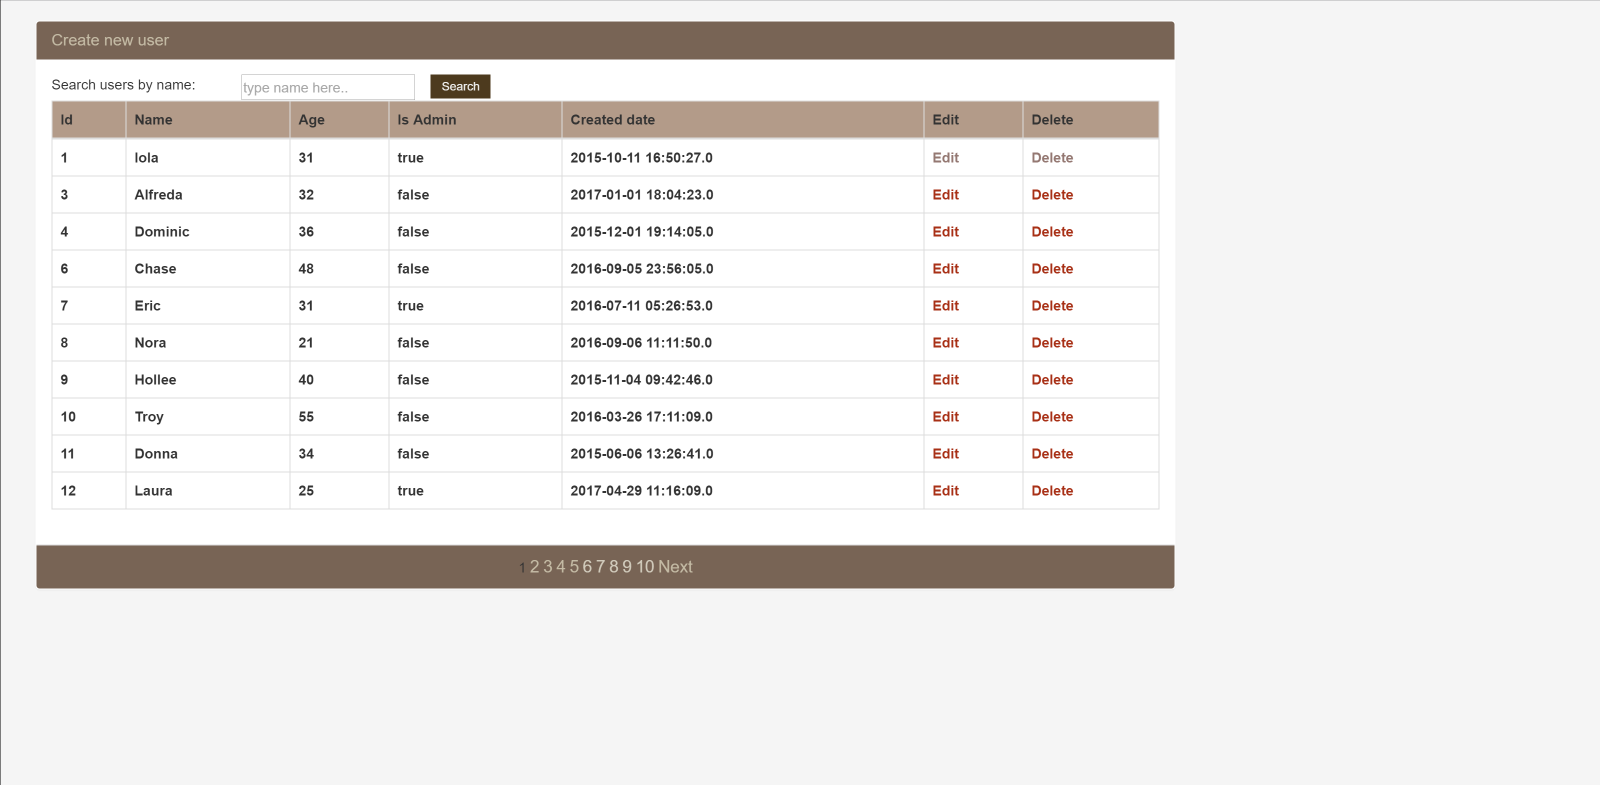 Create new user
Search users by name: type name here.. Search
Id Name Age Is Admin Created date Edit Delete
1 lola 31 true 2015-10-11 16:50:27.0 Edit Delete
3 Alfreda 32 false 2017-01-01 18:04:23.0 Edit Delete
4 Dominic 36 false 2015-12-01 19:14:05.0 Edit Delete
6 Chase 48 false 2016-09-05 23:56:05.0 Edit Delete
7 Eric 31 true 2016-07-11 05:26:53.0 Edit Delete
8 Nora 21 false 2016-09-06 11:11:50.0 Edit Delete
9 Hollee 40 false 2015-11-04 09:42:46.0 Edit Delete
10 Troy 55 false 2016-03-26 17:11:09.0 Edit Delete
11 Donna 34 false 2015-06-06 13:26:41.0 Edit Delete
12 Laura 25 true 2017-04-29 11:16:09.0 Edit Delete
1 2 3 4 5 6 7 8 9 10 Next